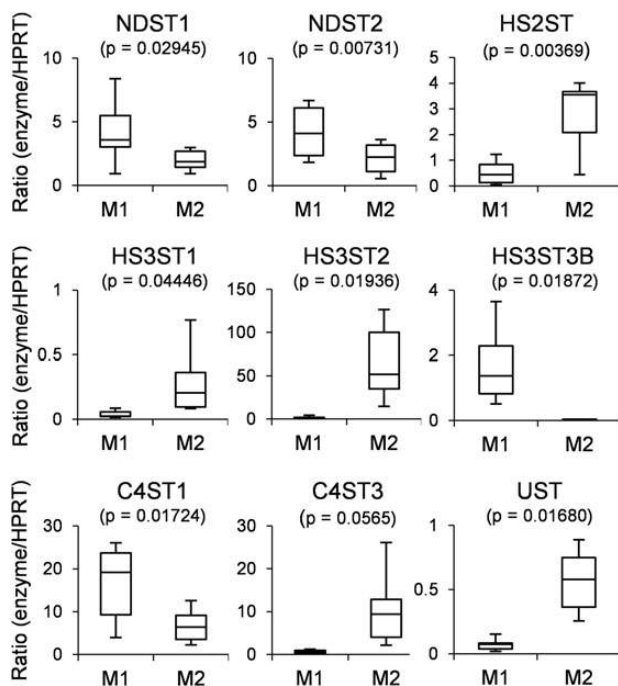 NDST1
(p = 0.02945)
NDST2
(p = 0.00731)
HS2ST
(p = 0.00369)
Ratio (enzyme/HPRT)
10
5
0
M1 M2
10
5
0
M1 M2
5
4
3
2
1
0
M1 M2
HS3ST1
(p = 0.04446)
HS3ST2
(p = 0.01936)
HS3ST3B
(p = 0.01872)
Ratio (enzyme/HPRT)
1
0.5
0
M1 M2
150
100
50
0
M1 M2
4
2
0
M1 M2
C4ST1
(p = 0.01724)
C4ST3
(p = 0.0565)
UST
(p = 0.01680)
Ratio (enzyme/HPRT)
30
20
10
0
M1 M2
30
20
10
0
M1 M2
1
0.5
0
M1 M2